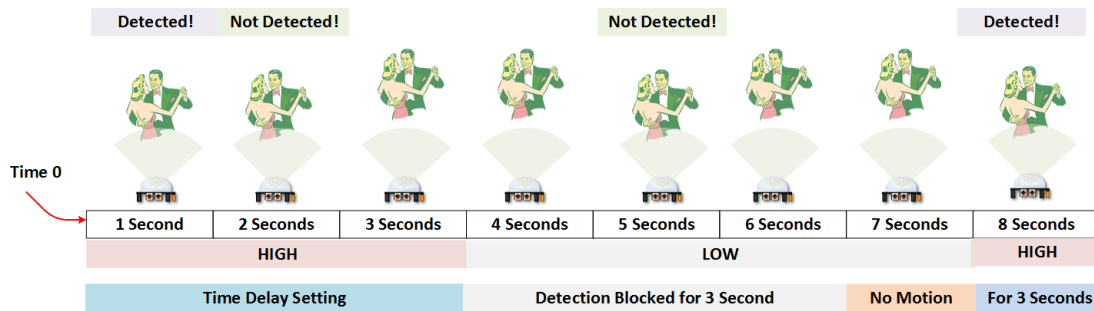 Detected! Not Detected! Not Detected! Detected!
Time 0
1 Second 2 Seconds 3 Seconds 4 Seconds 5 Seconds 6 Seconds 7 Seconds 8 Seconds
HIGH LOW HIGH
Time Delay Setting Detection Blocked for 3 Second No Motion For 3 Seconds